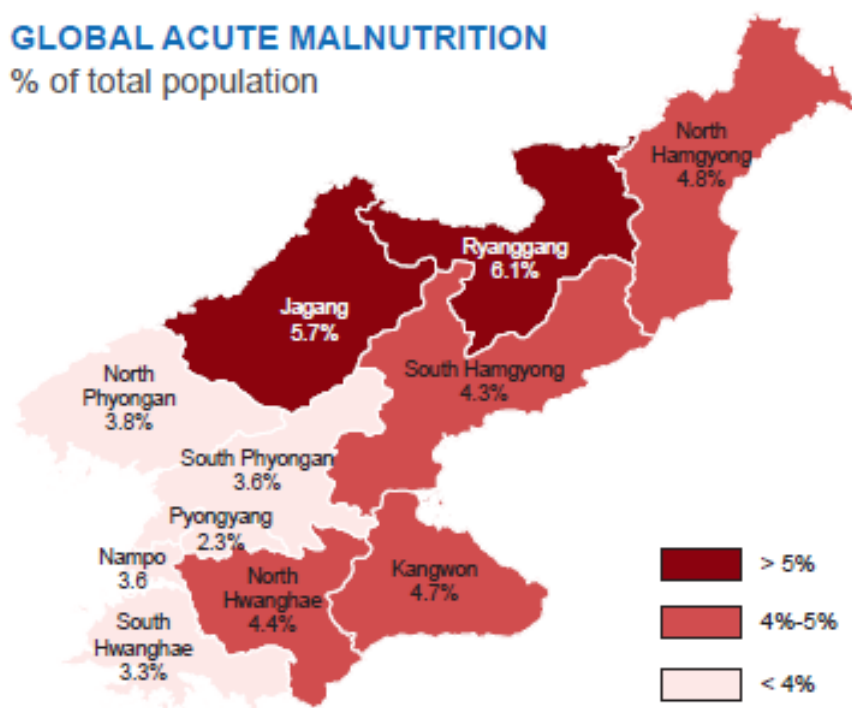 GLOBAL ACUTE MALNUTRITION
% of total population
North
Hamgyong
4.8%
Ryanggang
6.1%
Jagang
5.7%
South Hamgyong
4.3%
North
Phyongan
3.8%
South Phyongan
3.6%
Pyongyang
2.3%
Nampo
3.6
North
Hwanghae
4.4%
Kangwon
4.7%
South
Hwanghae
3.3%
> 5%
4%-5%
< 4%